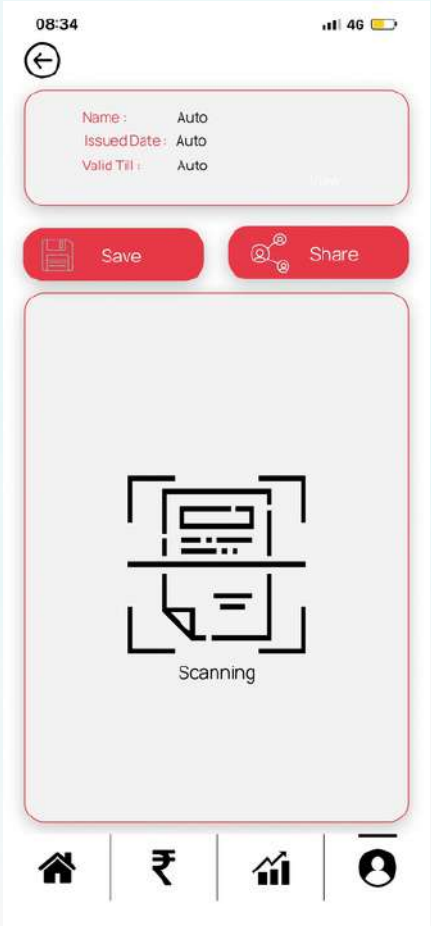 08:34 4G
Name : Auto
Issued Date : Auto
Valid Till : Auto
Save Share
Scanning
₹